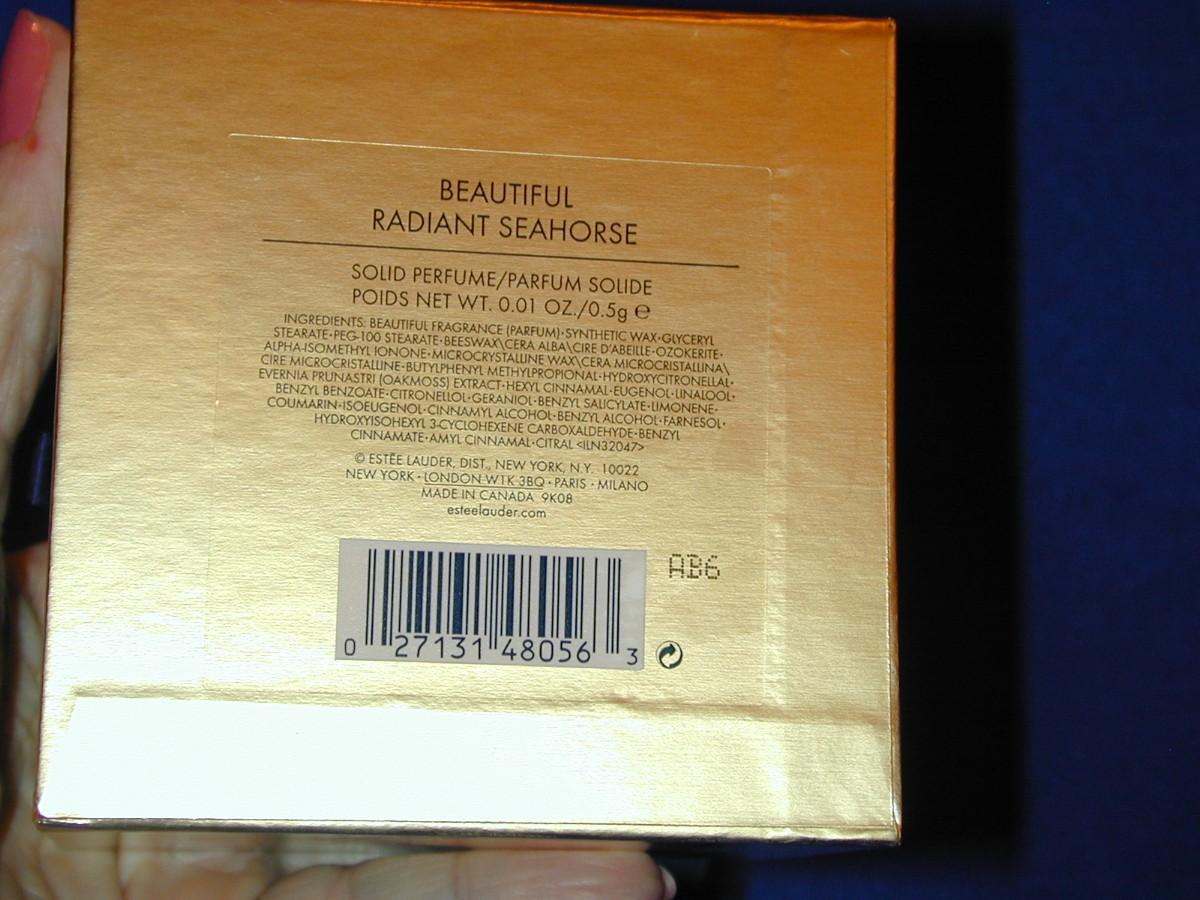 BEAUTIFUL
RADIANT SEAHORSE
SOLID PERFUME/PARFUM SOLIDE
POIDS NET WT. 0.01 OZ./0.5g ℮
INGREDIENTS: BEAUTIFUL FRAGRANCE (PARFUM)•SYNTHETIC WAX•GLYCERYL
STEARATE•PEG-100 STEARATE•BEESWAX\CERA ALBA\CIRE D'ABEILLE•OZOKERITE•
ALPHA-ISOMETHYL IONONE•MICROCRYSTALLINE WAX\CERA MICROCRISTALLINA\
CIRE MICROCRISTALLINE•BUTYLPHENYL METHYLPROPIONAL•HYDROXYCITRONELLAL•
EVERNIA PRUNASTRI (OAKMOSS) EXTRACT•HEXYL CINNAMAL•EUGENOL•LINALOOL•
BENZYL BENZOATE•CITRONELLOL•GERANIOL•BENZYL SALICYLATE•LIMONENE•
COUMARIN•ISOEUGENOL•CINNAMYL ALCOHOL•BENZYL ALCOHOL•FARNESOL•
HYDROXYISOHEXYL 3-CYCLOHEXENE CARBOXALDEHYDE•BENZYL
CINNAMATE•AMYL CINNAMAL•CITRAL <ILN32047>
© ESTĒE LAUDER, DIST., NEW YORK, N.Y. 10022
NEW YORK • LONDON W1K 3BQ • PARIS • MILANO
MADE IN CANADA 9K08
esteelauder.com
AB6
0 27131 48056 3